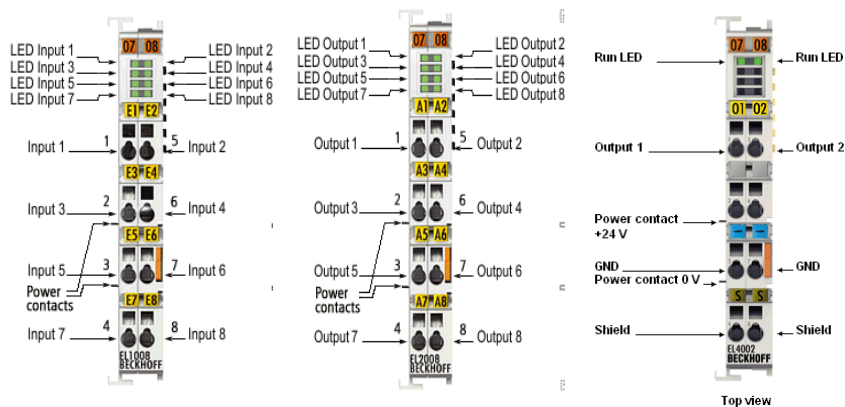 07 08
LED Input 1
LED Input 2
LED Input 3
LED Input 4
LED Input 5
LED Input 6
LED Input 7
LED Input 8
E1 E2
Input 1 1
5 Input 2
E3 E4
Input 3 2
6 Input 4
E5 E6
Input 5 3
7 Input 6
Power
contacts
E7 E8
Input 7 4
8 Input 8
EL1008
BECKHOFF
07 08
LED Output 1
LED Output 2
LED Output 3
LED Output 4
LED Output 5
LED Output 6
LED Output 7
LED Output 8
A1 A2
Output 1 1
5 Output 2
A3 A4
Output 3 2
6 Output 4
A5 A6
Output 5 3
7 Output 6
Power
contacts
A7 A8
Output 7 4
8 Output 8
EL2008
BECKHOFF
07 08
Run LED
Run LED
01 02
Output 1
Output 2
Power contact
+24 V
GND
GND
Power contact 0 V
S S
Shield
Shield
EL4002
BECKHOFF
Top view